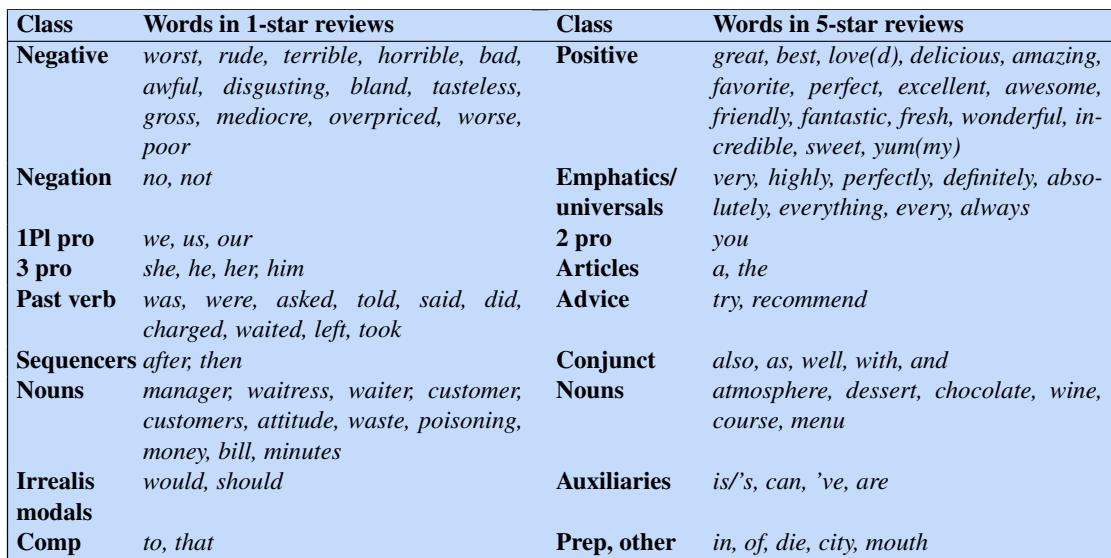 Class Words in 1-star reviews Class Words in 5-star reviews
Negative worst, rude, terrible, horrible, bad, Positive great, best, love(d), delicious, amazing,
awful, disgusting, bland, tasteless, favorite, perfect, excellent, awesome,
gross, mediocre, overpriced, worse, friendly, fantastic, fresh, wonderful, in-
poor credible, sweet, yum(my)
Negation no, not Emphatics/ very, highly, perfectly, definitely, abso-
universals lutely, everything, every, always
1Pl pro we, us, our 2 pro you
3 pro she, he, her, him Articles a, the
Past verb was, were, asked, told, said, did, Advice try, recommend
charged, waited, left, took
Sequencers after, then Conjunct also, as, well, with, and
Nouns manager, waitress, waiter, customer, Nouns atmosphere, dessert, chocolate, wine,
customers, attitude, waste, poisoning, course, menu
money, bill, minutes
Irrealis would, should Auxiliaries is/'s, can, 've, are
modals
Comp to, that Prep, other in, of, die, city, mouth